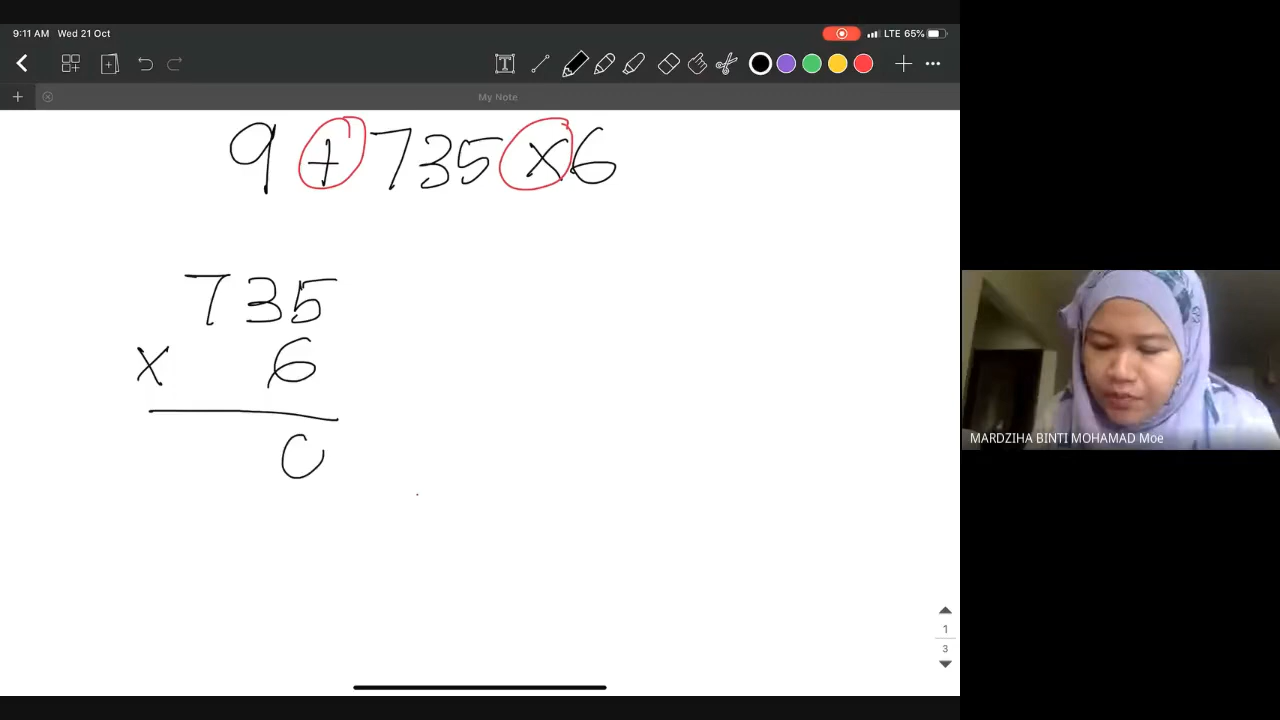 9:11 AM Wed 21 Oct
LTE 65%
T
My Note
9 + 735 x 6
735
x 6
0
MARDZIHA BINTI MOHAMAD Moe
1
3